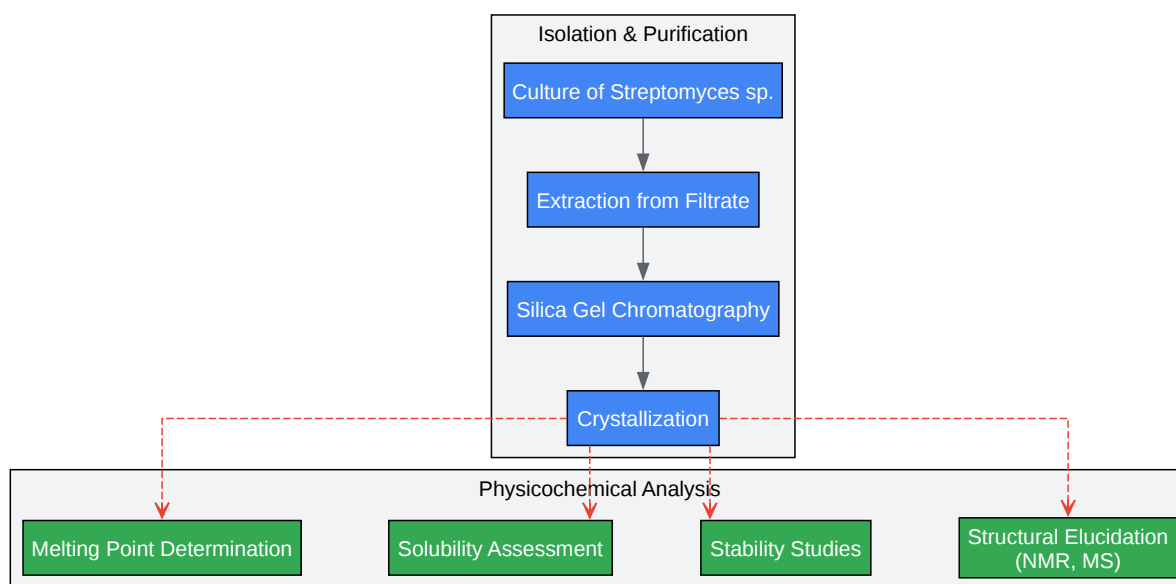 Isolation & Purification
Culture of Streptomyces sp.
Extraction from Filtrate
Silica Gel Chromatography
Crystallization
Physicochemical Analysis
Melting Point Determination
Solubility Assessment
Stability Studies
Structural Elucidation
(NMR, MS)